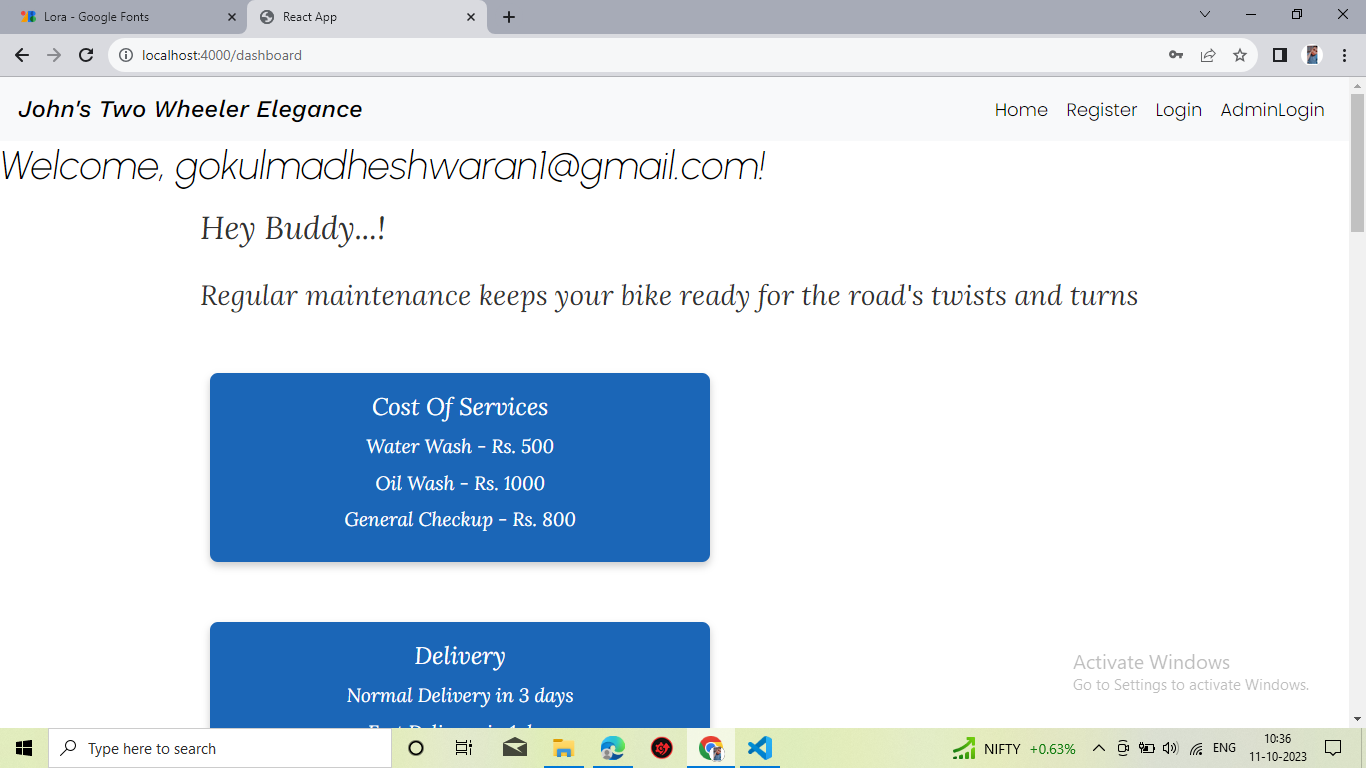 Lora - Google Fonts
React App
localhost:4000/dashboard
John's Two Wheeler Elegance
Home Register Login AdminLogin
Welcome, gokulmadheshwaran1@gmail.com!
Hey Buddy...!
Regular maintenance keeps your bike ready for the road's twists and turns
Cost Of Services
Water Wash - Rs. 500
Oil Wash - Rs. 1000
General Checkup - Rs. 800
Delivery
Normal Delivery in 3 days
Activate Windows
Go to Settings to activate Windows.
Type here to search
NIFTY +0.63%
ENG
10:36
11-10-2023